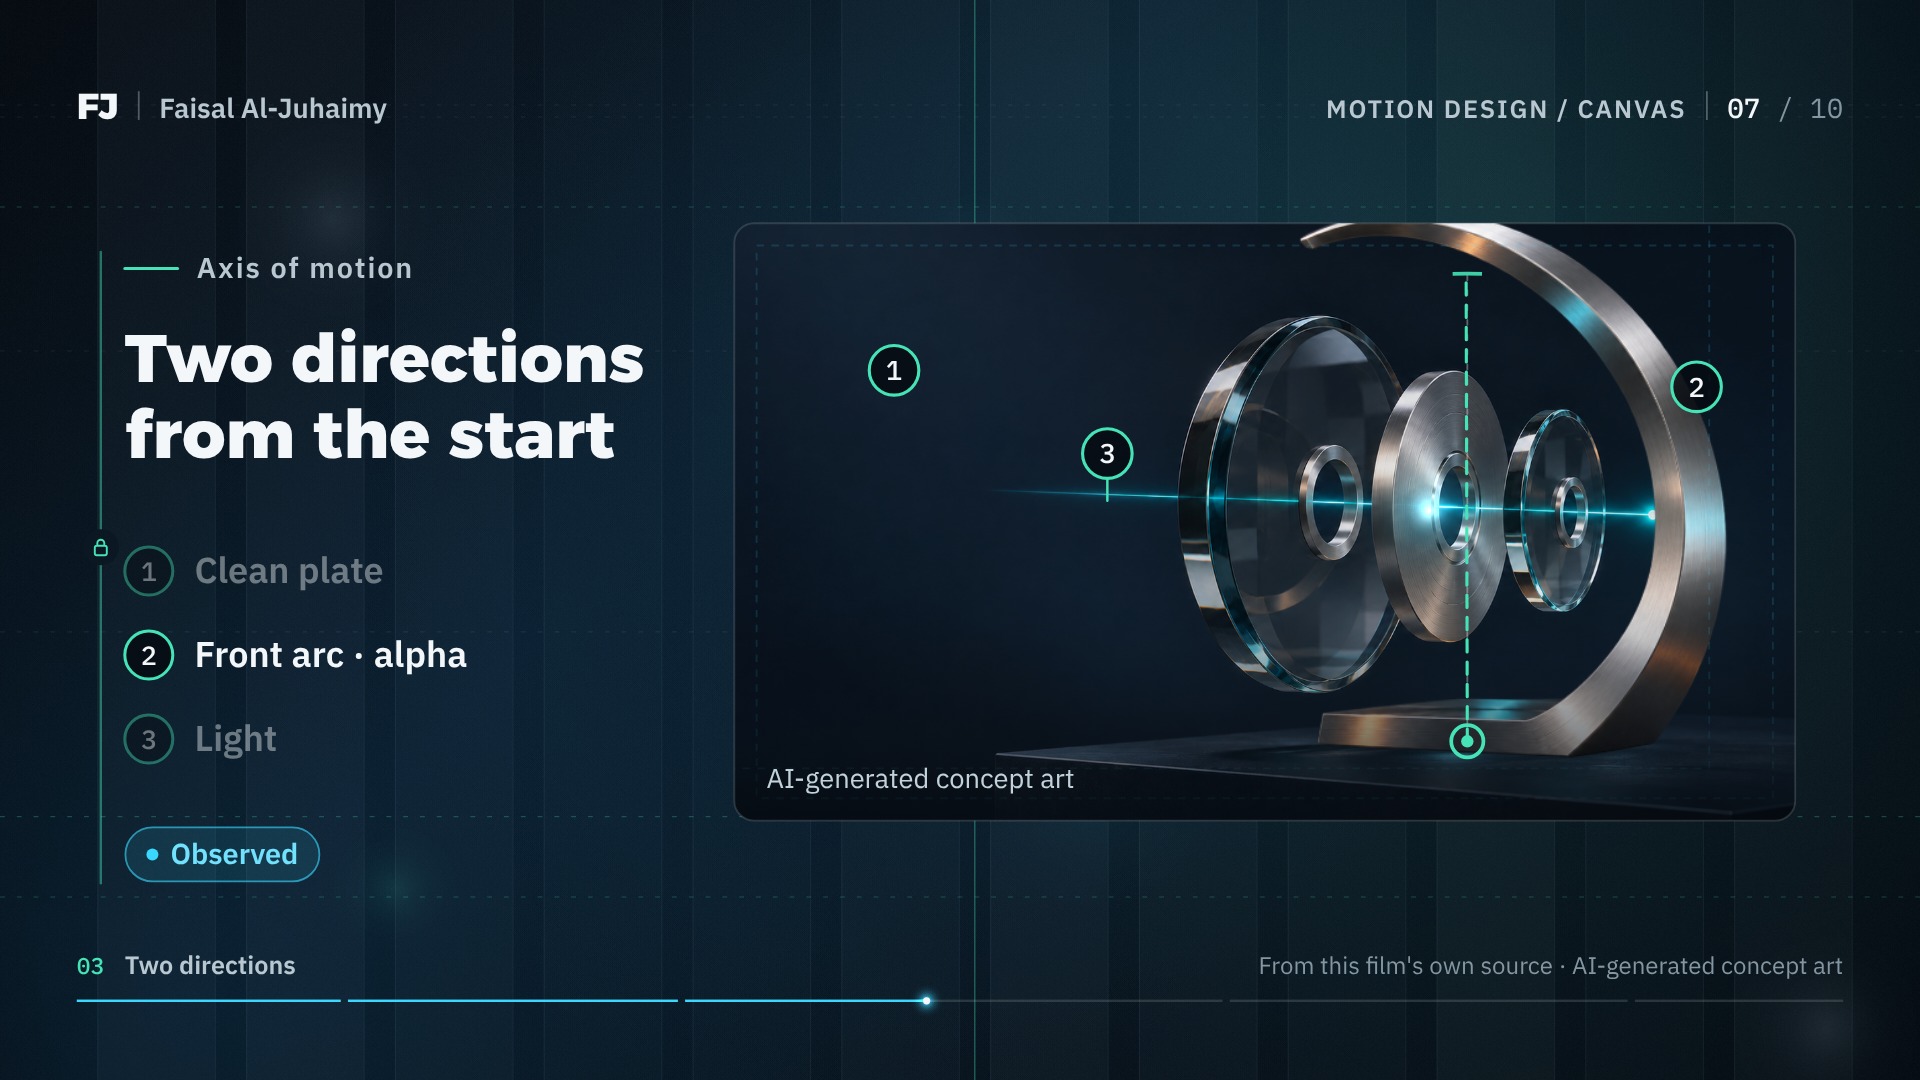 FJ
Faisal Al-Juhaimy
MOTION DESIGN / CANVAS
07 / 10
Axis of motion
Two directions
from the start
1 Clean plate
2 Front arc · alpha
3 Light
Observed
1
2
3
AI-generated concept art
03 Two directions
From this film's own source · AI-generated concept art